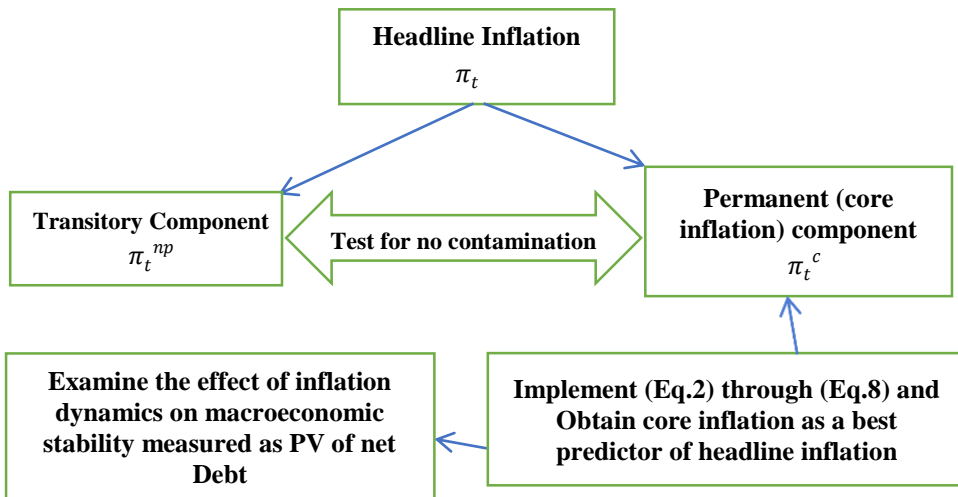 Headline Inflation
π_t
Transitory Component
π_t^{np}
Test for no contamination
Permanent (core
inflation) component
π_t^c
Examine the effect of inflation
dynamics on macroeconomic
stability measured as PV of net
Debt
Implement (Eq.2) through (Eq.8) and
Obtain core inflation as a best
predictor of headline inflation